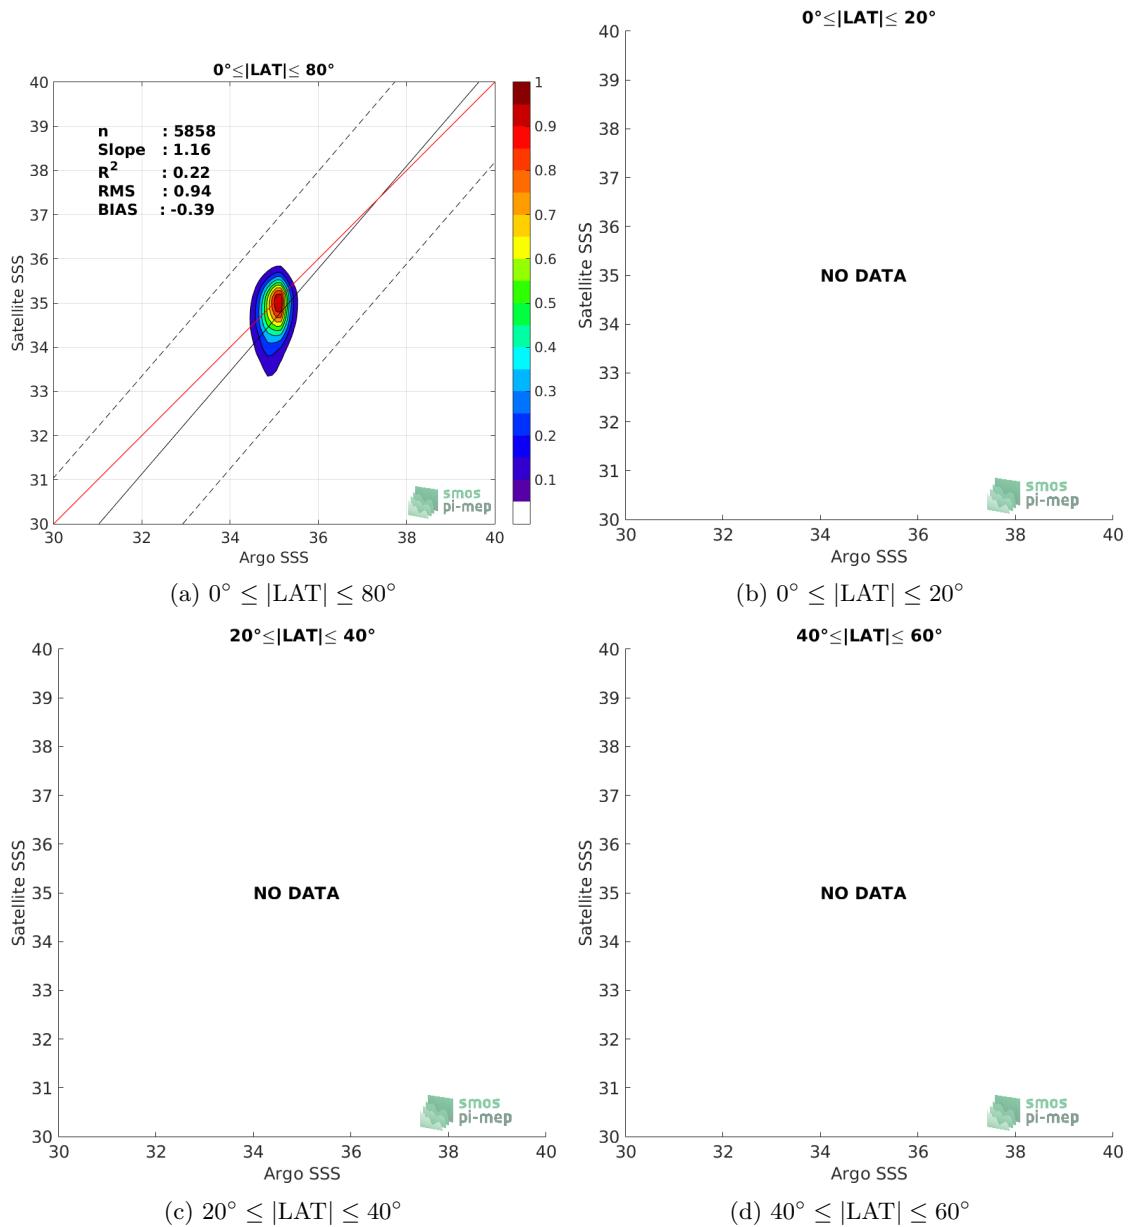 0°≤|LAT|≤ 80°
40
39
38
37
36
35
34
33
32
31
30
Satellite SSS
n : 5858
Slope : 1.16
R2 : 0.22
RMS : 0.94
BIAS : -0.39
smos
pi-mep
30 32 34 36 38 40
Argo SSS
1
0.9
0.8
0.7
0.6
0.5
0.4
0.3
0.2
0.1
(a) 0° ≤ |LAT| ≤ 80°
0°≤|LAT|≤ 20°
40
39
38
37
36
35
34
33
32
31
30
Satellite SSS
NO DATA
smos
pi-mep
30 32 34 36 38 40
Argo SSS
(b) 0° ≤ |LAT| ≤ 20°
20°≤|LAT|≤ 40°
40
39
38
37
36
35
34
33
32
31
30
Satellite SSS
NO DATA
smos
pi-mep
30 32 34 36 38 40
Argo SSS
(c) 20° ≤ |LAT| ≤ 40°
40°≤|LAT|≤ 60°
40
39
38
37
36
35
34
33
32
31
30
Satellite SSS
NO DATA
smos
pi-mep
30 32 34 36 38 40
Argo SSS
(d) 40° ≤ |LAT| ≤ 60°